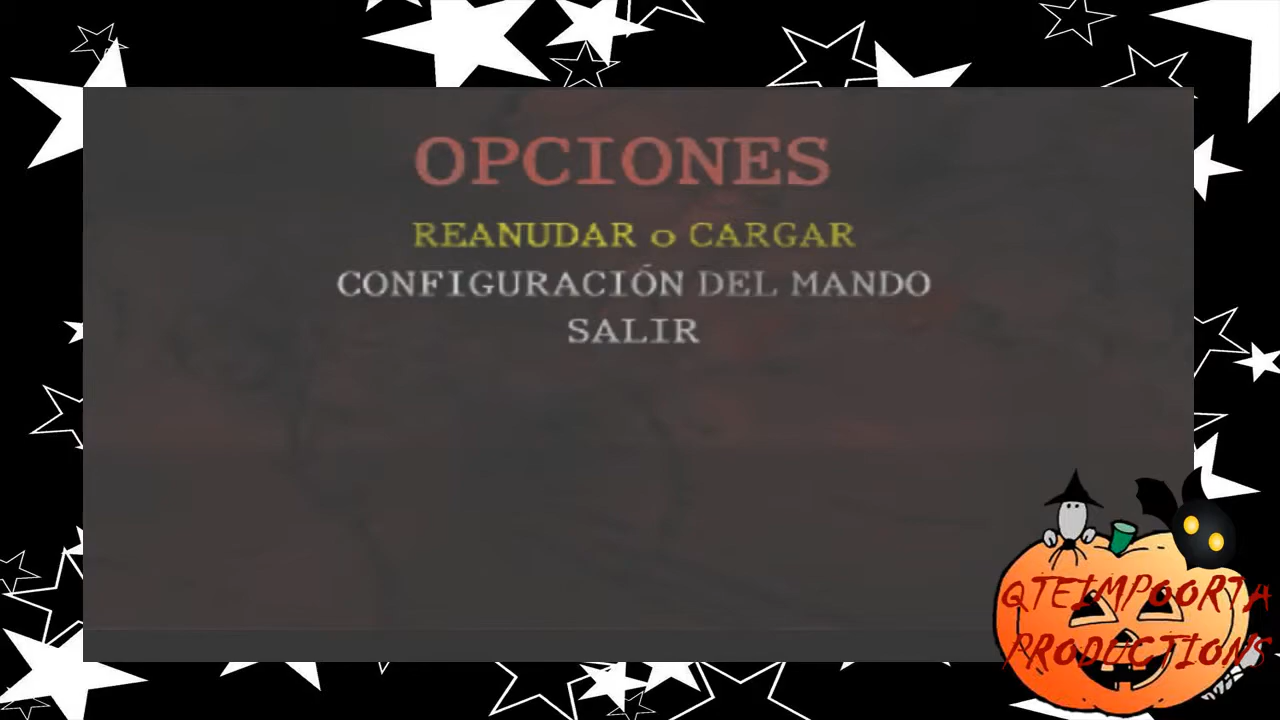 OPCIONES
REANUDAR o CARGAR
CONFIGURACIÓN DEL MANDO
SALIR
QTEIMPOORTA
PRODUCTIONS